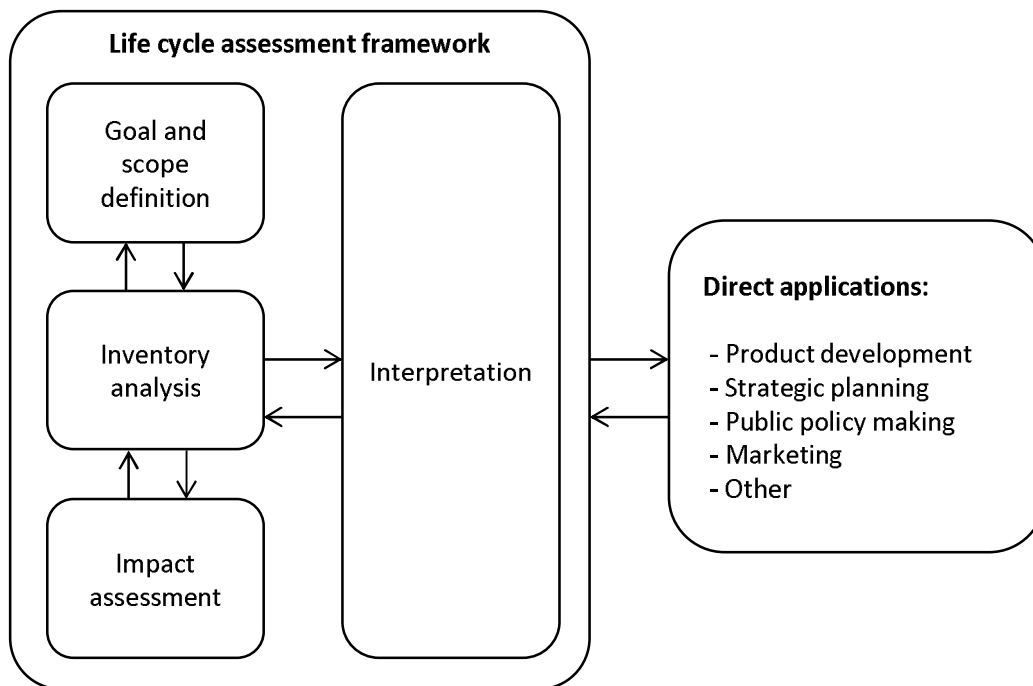 Life cycle assessment framework
Goal and
scope
definition
Inventory
analysis
Impact
assessment
Interpretation
Direct applications:
- Product development
- Strategic planning
- Public policy making
- Marketing
- Other